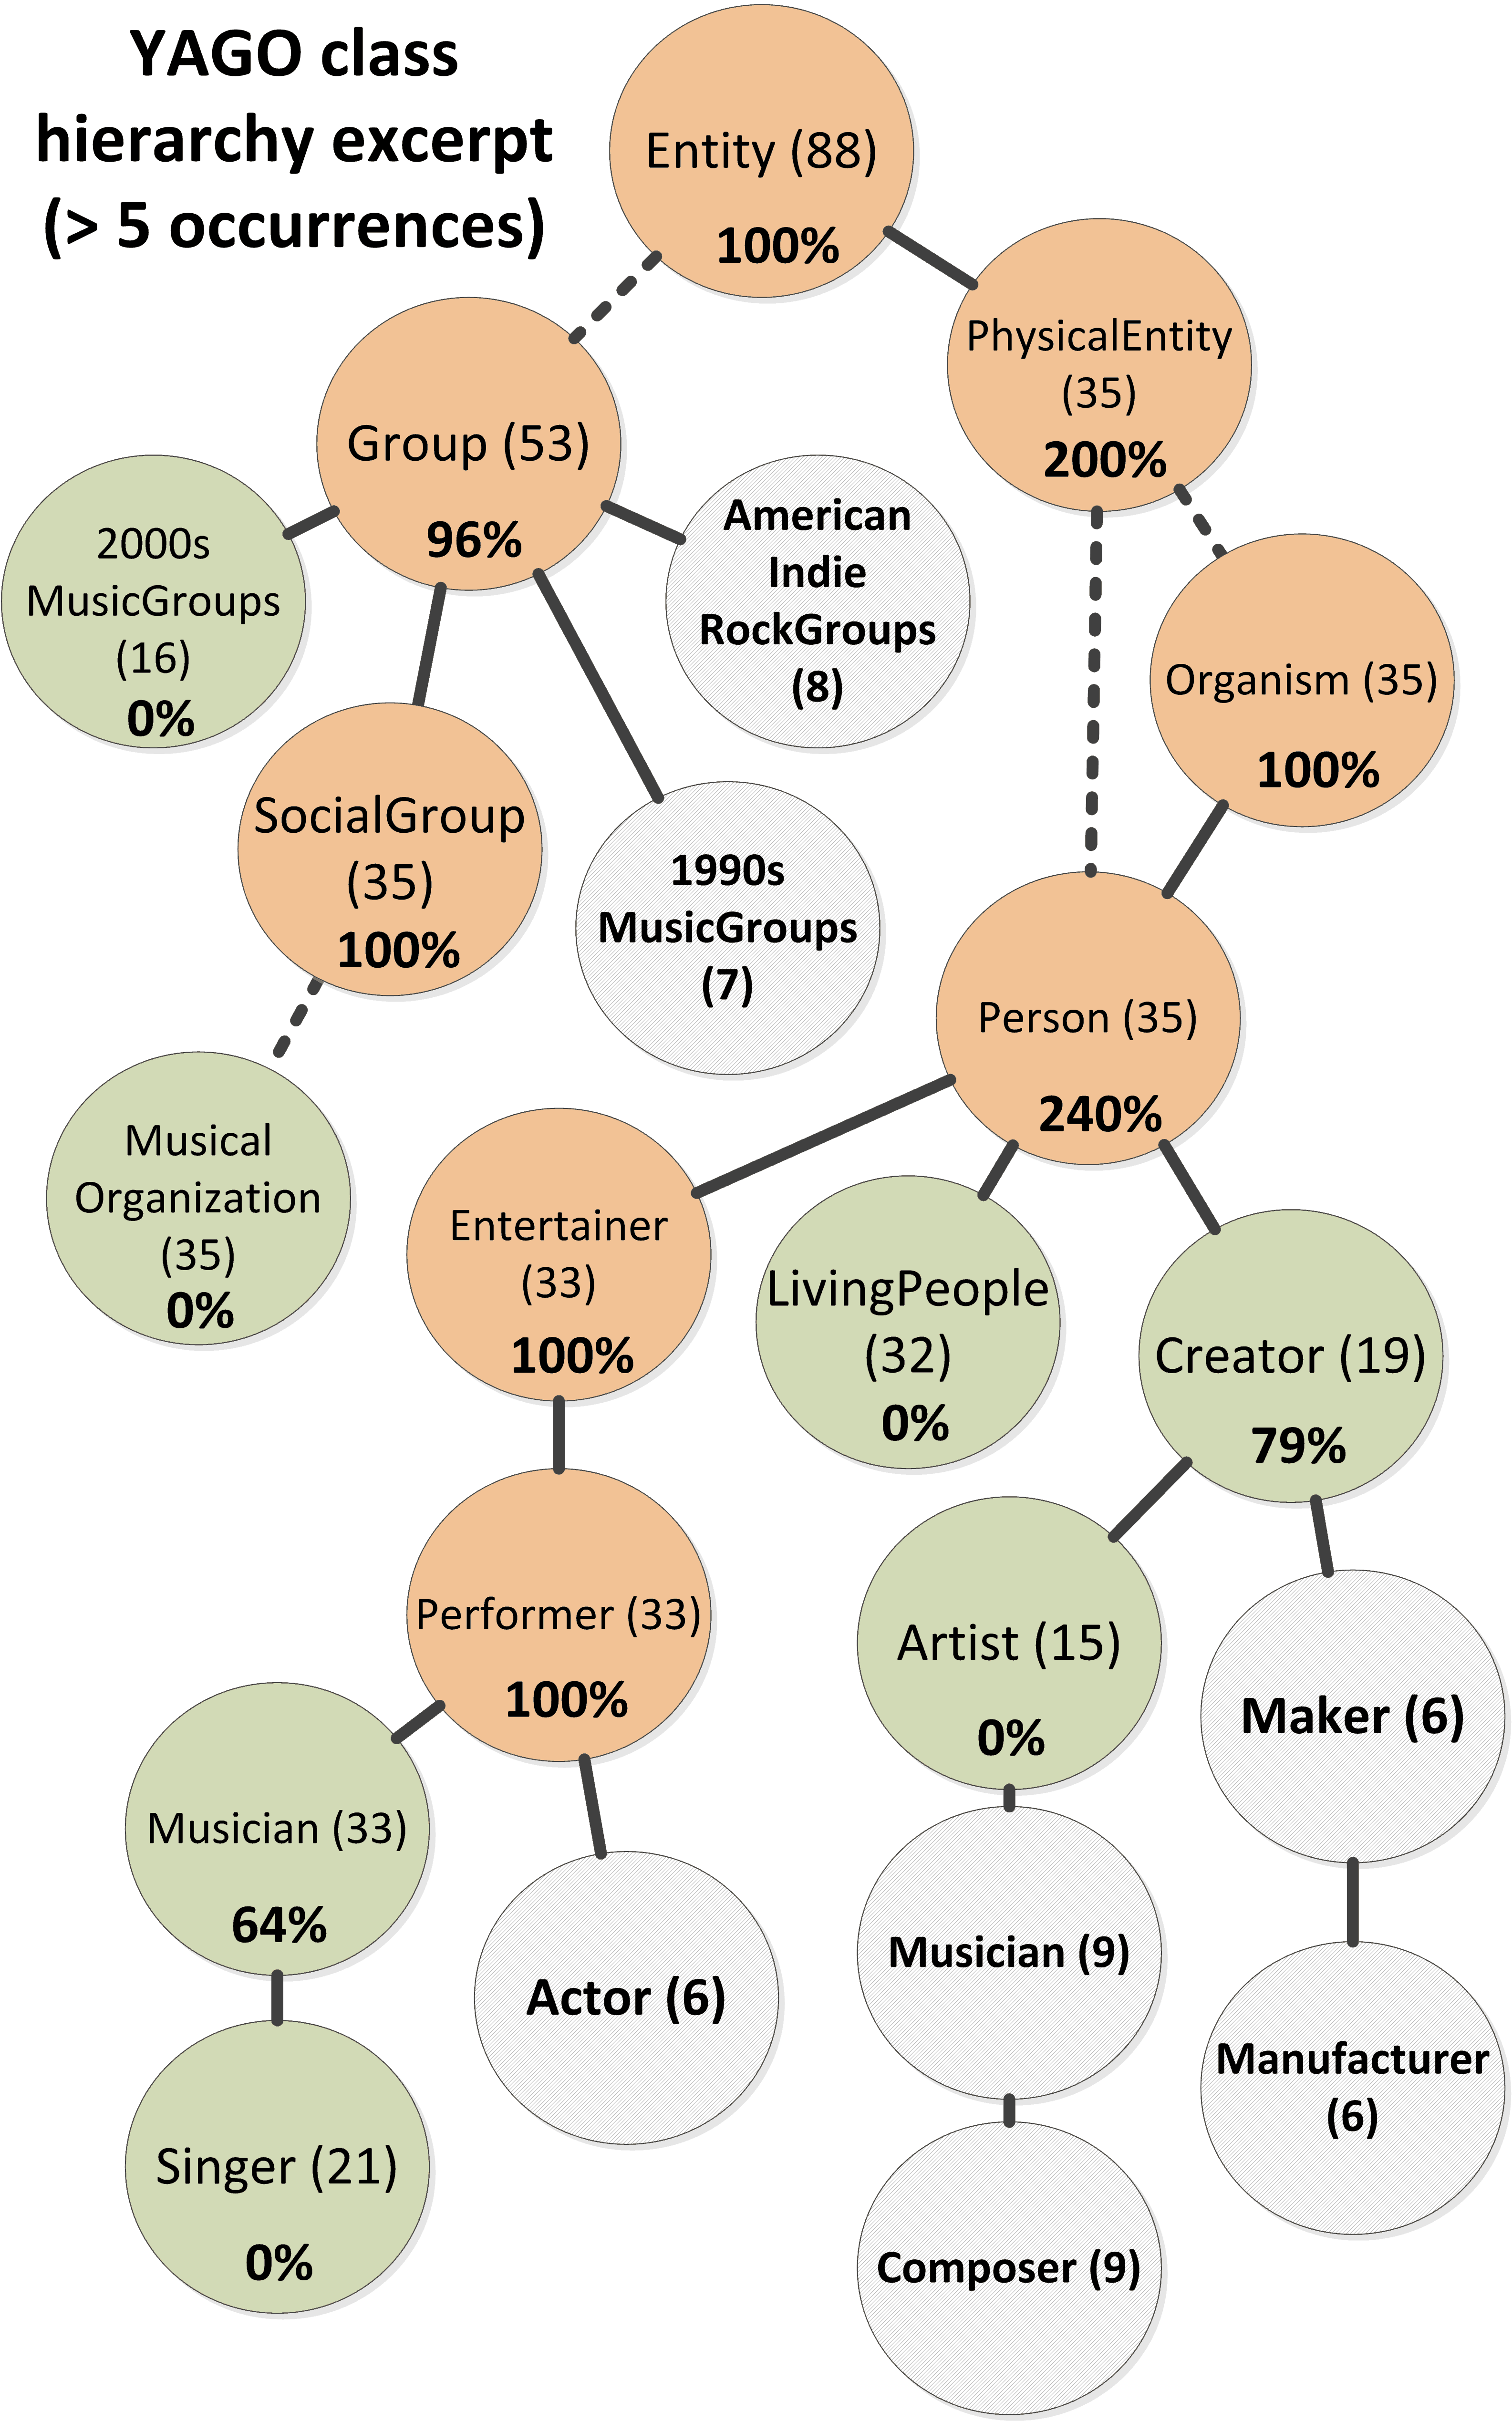 YAGO class
hierarchy excerpt
(> 5 occurrences)
Entity (88)
100%
PhysicalEntity
(35)
200%
Group (53)
96%
2000s
MusicGroups
(16)
0%
American
Indie
RockGroups
(8)
Organism (35)
100%
SocialGroup
(35)
100%
1990s
MusicGroups
(7)
Person (35)
240%
Musical
Organization
(35)
0%
Entertainer
(33)
100%
LivingPeople
(32)
0%
Creator (19)
79%
Performer (33)
100%
Artist (15)
0%
Maker (6)
Musician (33)
64%
Actor (6)
Musician (9)
Manufacturer
(6)
Singer (21)
0%
Composer (9)